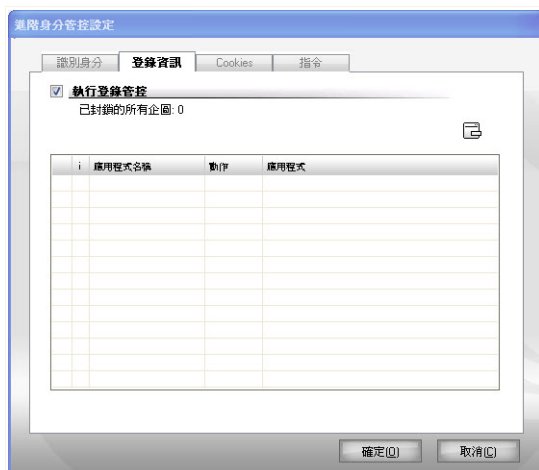 進階身分管控設定
識別身分 登錄資訊 Cookies 指令
執行登錄管控
已封鎖的所有企圖: 0
i 應用程式名稱 動作 應用程式
確定(O) 取消(C)